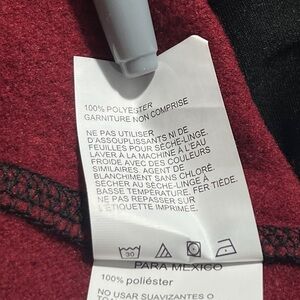 100% POLYESTER
GARNITURE NON COMPRISE
NE PAS UTILISER
D'ASSOUPLISSANTS NI DE
FEUILLES POUR SÈCHE-LINGE.
LAVER À LA MACHINE À L'EAU
FROIDE AVEC DES COULEURS
SIMILAIRES. AGENT DE
BLANCHIMENT SANS CHLORE.
SÉCHER AU SÈCHE-LINGE À
BASSE TEMPÉRATURE. FER TIÈDE.
NE PAS REPASSER SUR
L'ÉTIQUETTE IMPRIMÉE.
30
PARA MÉXICO
100% poliéster
NO USAR SUAVIZANTES O